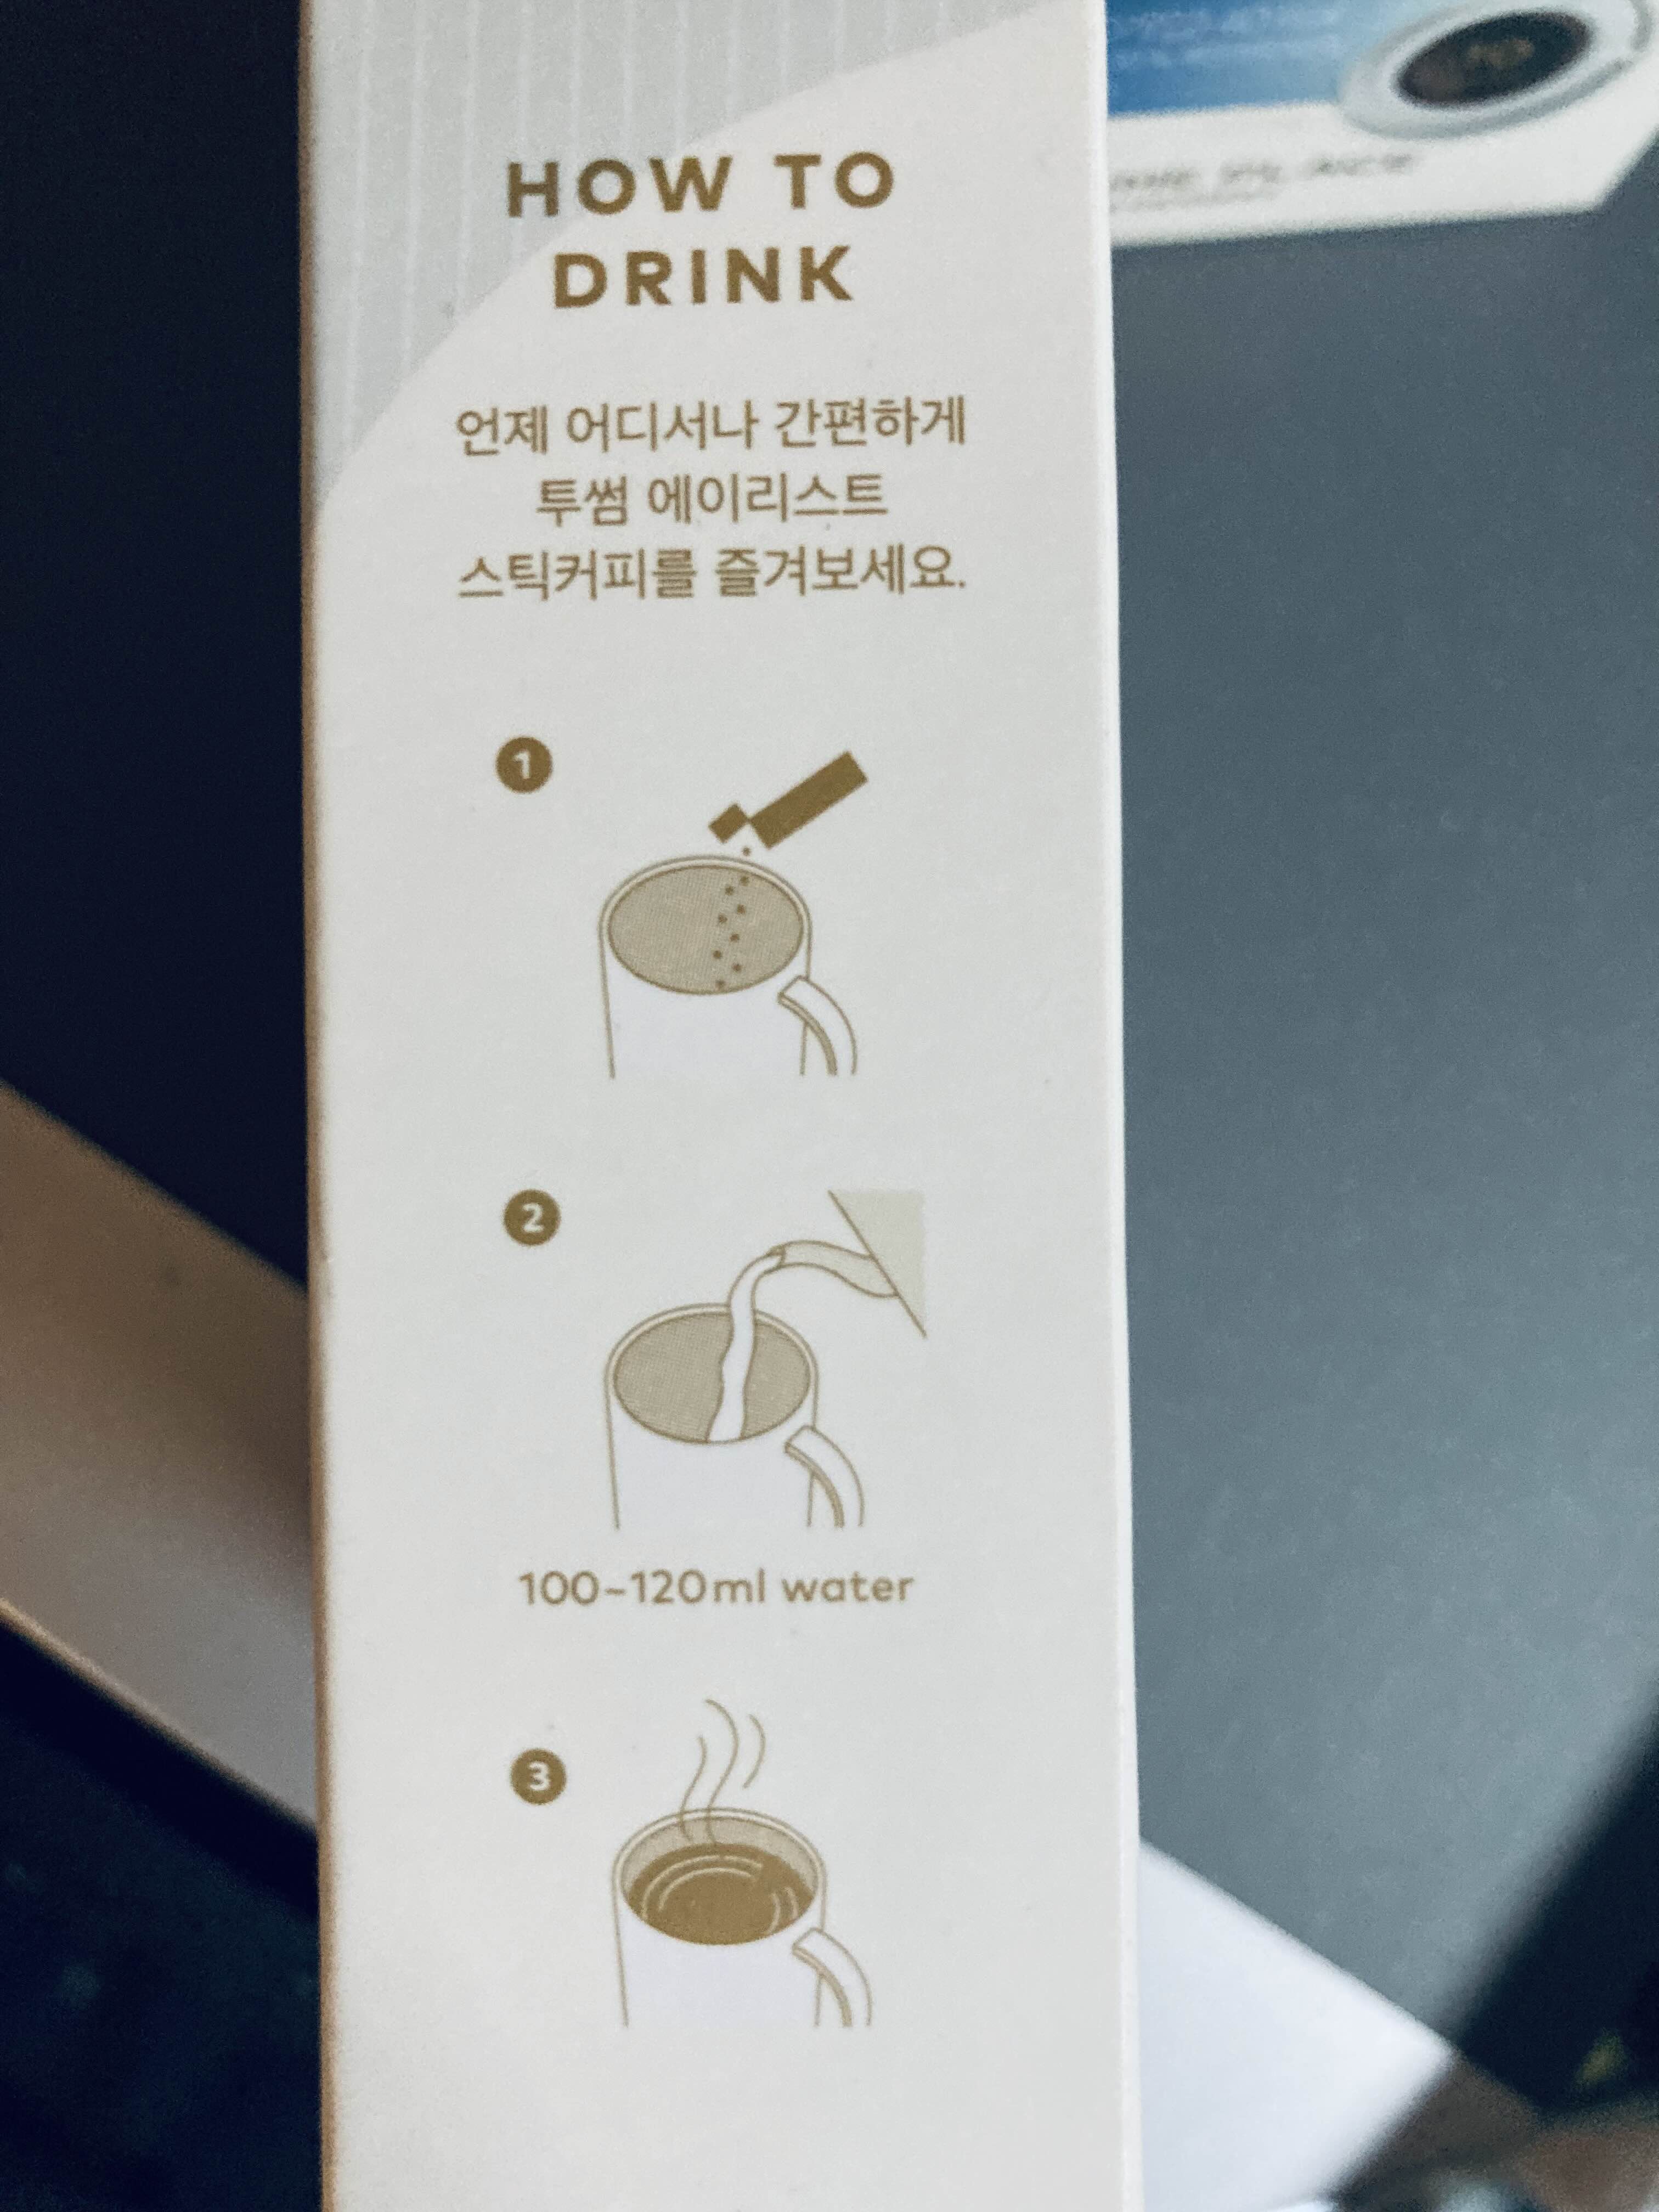 HOW TO
DRINK
언제 어디서나 간편하게
투썸 에이리스트
스틱커피를 즐겨보세요.
1
2
100~120ml water
3